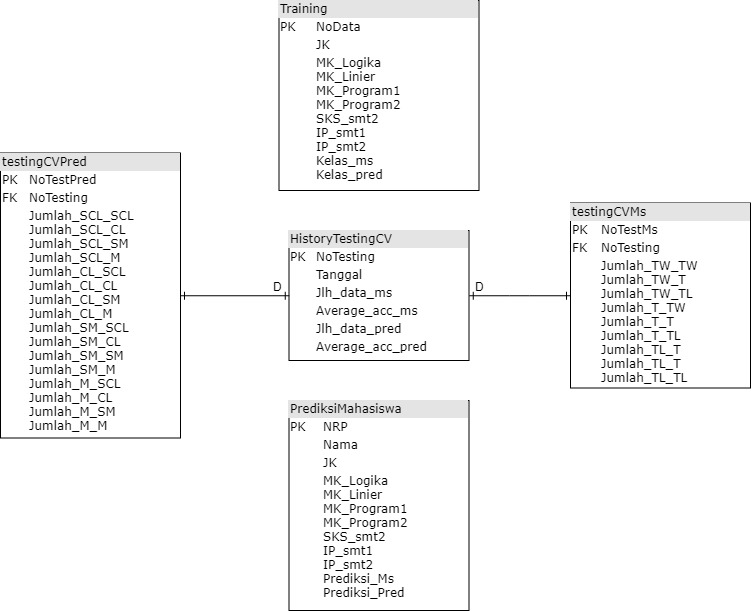 Training
PK NoData
JK
MK_Logika
MK_Linier
MK_Program1
MK_Program2
SKS_smt2
IP_smt1
IP_smt2
Kelas_ms
Kelas_pred
testingCVPred
PK NoTestPred
FK NoTesting
Jumlah_SCL_SCL
Jumlah_SCL_CL
Jumlah_SCL_SM
Jumlah_SCL_M
Jumlah_CL_SCL
Jumlah_CL_CL
Jumlah_CL_SM
Jumlah_CL_M
Jumlah_SM_SCL
Jumlah_SM_CL
Jumlah_SM_SM
Jumlah_SM_M
Jumlah_M_SCL
Jumlah_M_CL
Jumlah_M_SM
Jumlah_M_M
D
HistoryTestingCV
PK NoTesting
Tanggal
Jlh_data_ms
Average_acc_ms
Jlh_data_pred
Average_acc_pred
D
testingCVMs
PK NoTestMs
FK NoTesting
Jumlah_TW_TW
Jumlah_TW_T
Jumlah_TW_TL
Jumlah_T_TW
Jumlah_T_T
Jumlah_T_TL
Jumlah_TL_T
Jumlah_TL_T
Jumlah_TL_TL
PrediksiMahasiswa
PK NRP
Nama
JK
MK_Logika
MK_Linier
MK_Program1
MK_Program2
SKS_smt2
IP_smt1
IP_smt2
Prediksi_Ms
Prediksi_Pred